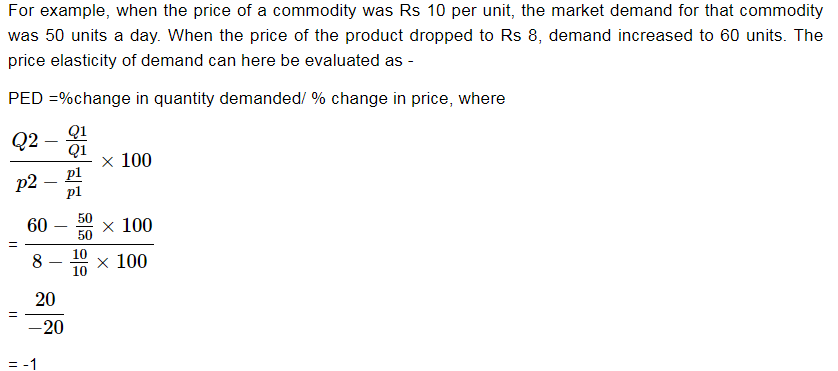 For example, when the price of a commodity was Rs 10 per unit, the market demand for that commodity
was 50 units a day. When the price of the product dropped to Rs 8, demand increased to 60 units. The
price elasticity of demand can here be evaluated as -
PED =%change in quantity demanded/ % change in price, where
\frac{Q2 - \frac{Q1}{Q1}}{p2 - \frac{p1}{p1}} × 100
= \frac{60 - \frac{50}{50} × 100}{8 - \frac{10}{10} × 100}
= \frac{20}{-20}
= -1